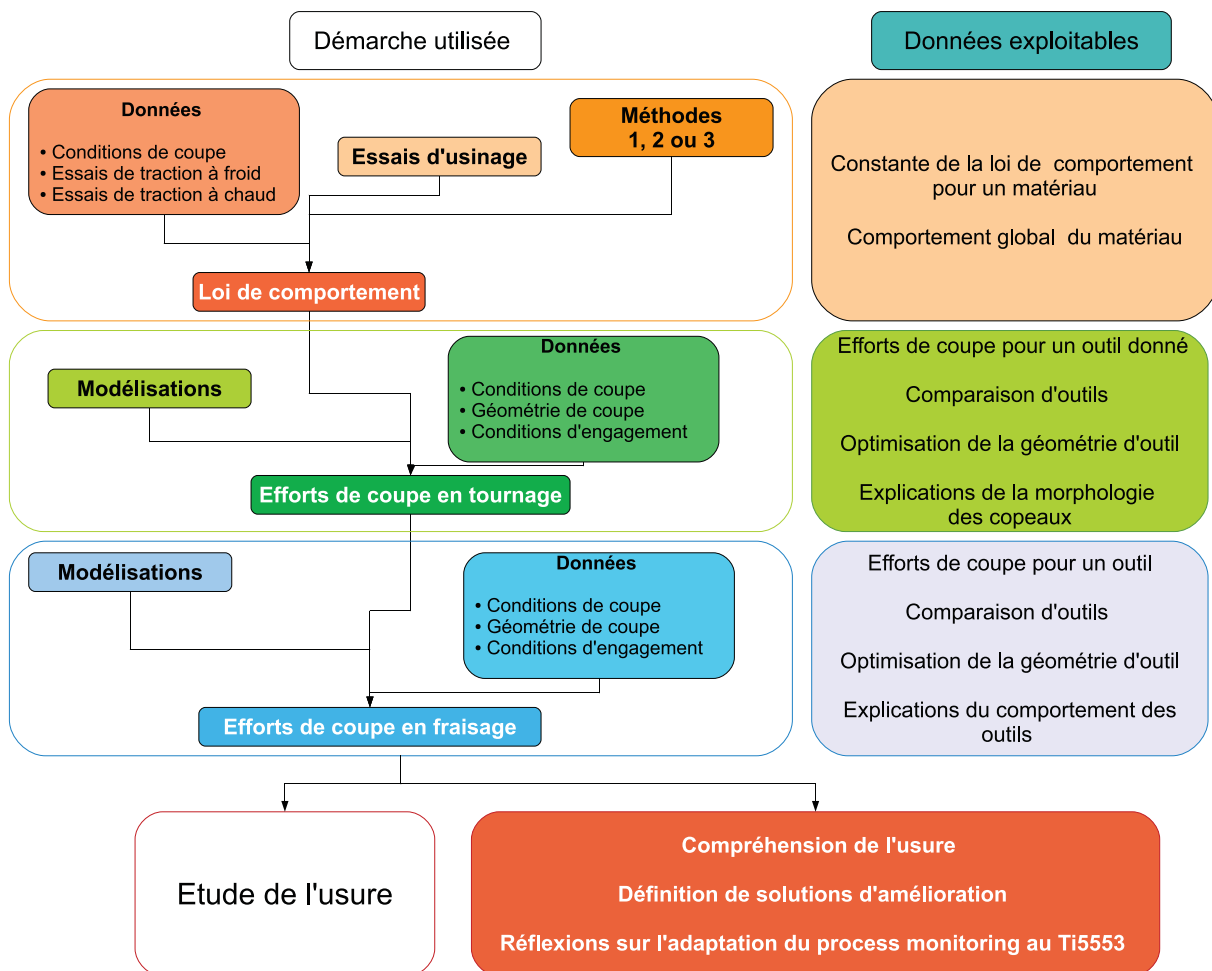 Démarche utilisée
Données exploitables
Données
• Conditions de coupe
• Essais de traction à froid
• Essais de traction à chaud
Essais d'usinage
Méthodes
1, 2 ou 3
Loi de comportement
Constante de la loi de comportement
pour un matériau
Comportement global du matériau
Modélisations
Données
• Conditions de coupe
• Géométrie de coupe
• Conditions d'engagement
Efforts de coupe en tournage
Efforts de coupe pour un outil donné
Comparaison d'outils
Optimisation de la géométrie d'outil
Explications de la morphologie
des copeaux
Modélisations
Données
• Conditions de coupe
• Géométrie de coupe
• Conditions d'engagement
Efforts de coupe en fraisage
Efforts de coupe pour un outil
Comparaison d'outils
Optimisation de la géométrie d'outil
Explications du comportement des
outils
Etude de l'usure
Compréhension de l'usure
Définition de solutions d'amélioration
Réflexions sur l'adaptation du process monitoring au Ti5553